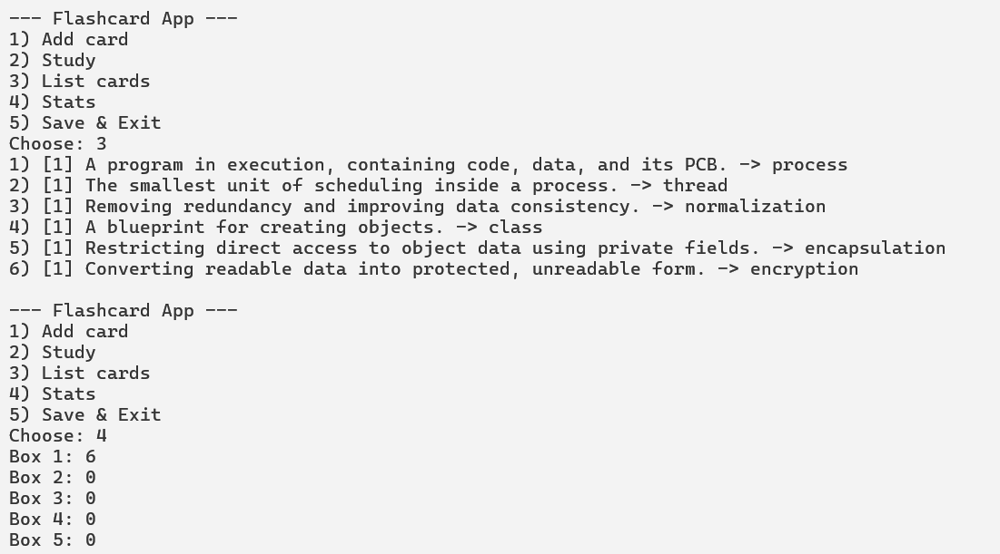 --- Flashcard App ---
1) Add card
2) Study
3) List cards
4) Stats
5) Save & Exit
Choose: 3
1) [1] A program in execution, containing code, data, and its PCB. -> process
2) [1] The smallest unit of scheduling inside a process. -> thread
3) [1] Removing redundancy and improving data consistency. -> normalization
4) [1] A blueprint for creating objects. -> class
5) [1] Restricting direct access to object data using private fields. -> encapsulation
6) [1] Converting readable data into protected, unreadable form. -> encryption

--- Flashcard App ---
1) Add card
2) Study
3) List cards
4) Stats
5) Save & Exit
Choose: 4
Box 1: 6
Box 2: 0
Box 3: 0
Box 4: 0
Box 5: 0